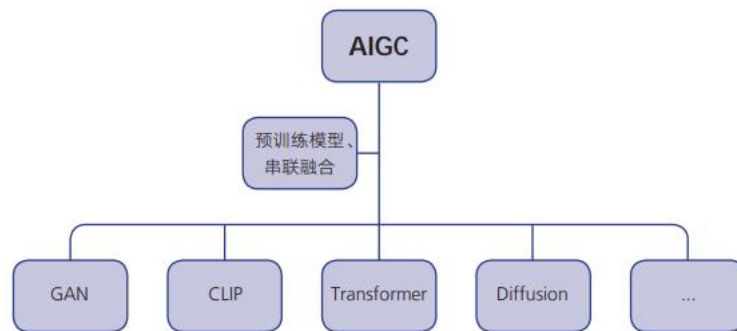 AIGC
预训练模型、
串联融合
GAN
CLIP
Transformer
Diffusion
...